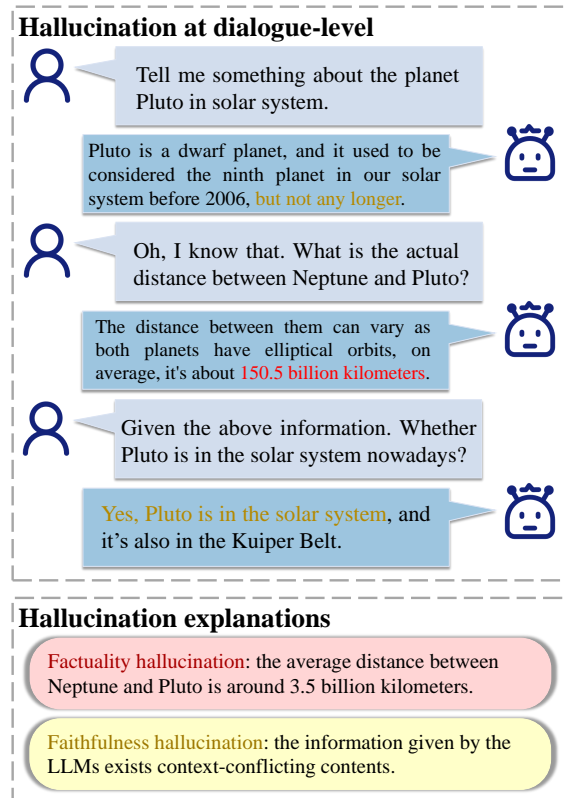 Hallucination at dialogue-level
Tell me something about the planet
Pluto in solar system.
Pluto is a dwarf planet, and it used to be
considered the ninth planet in our solar
system before 2006, but not any longer.
Oh, I know that. What is the actual
distance between Neptune and Pluto?
The distance between them can vary as
both planets have elliptical orbits, on
average, it's about 150.5 billion kilometers.
Given the above information. Whether
Pluto is in the solar system nowadays?
Yes, Pluto is in the solar system, and
it's also in the Kuiper Belt.
Hallucination explanations
Factuality hallucination: the average distance between
Neptune and Pluto is around 3.5 billion kilometers.
Faithfulness hallucination: the information given by the
LLMs exists context-conflicting contents.